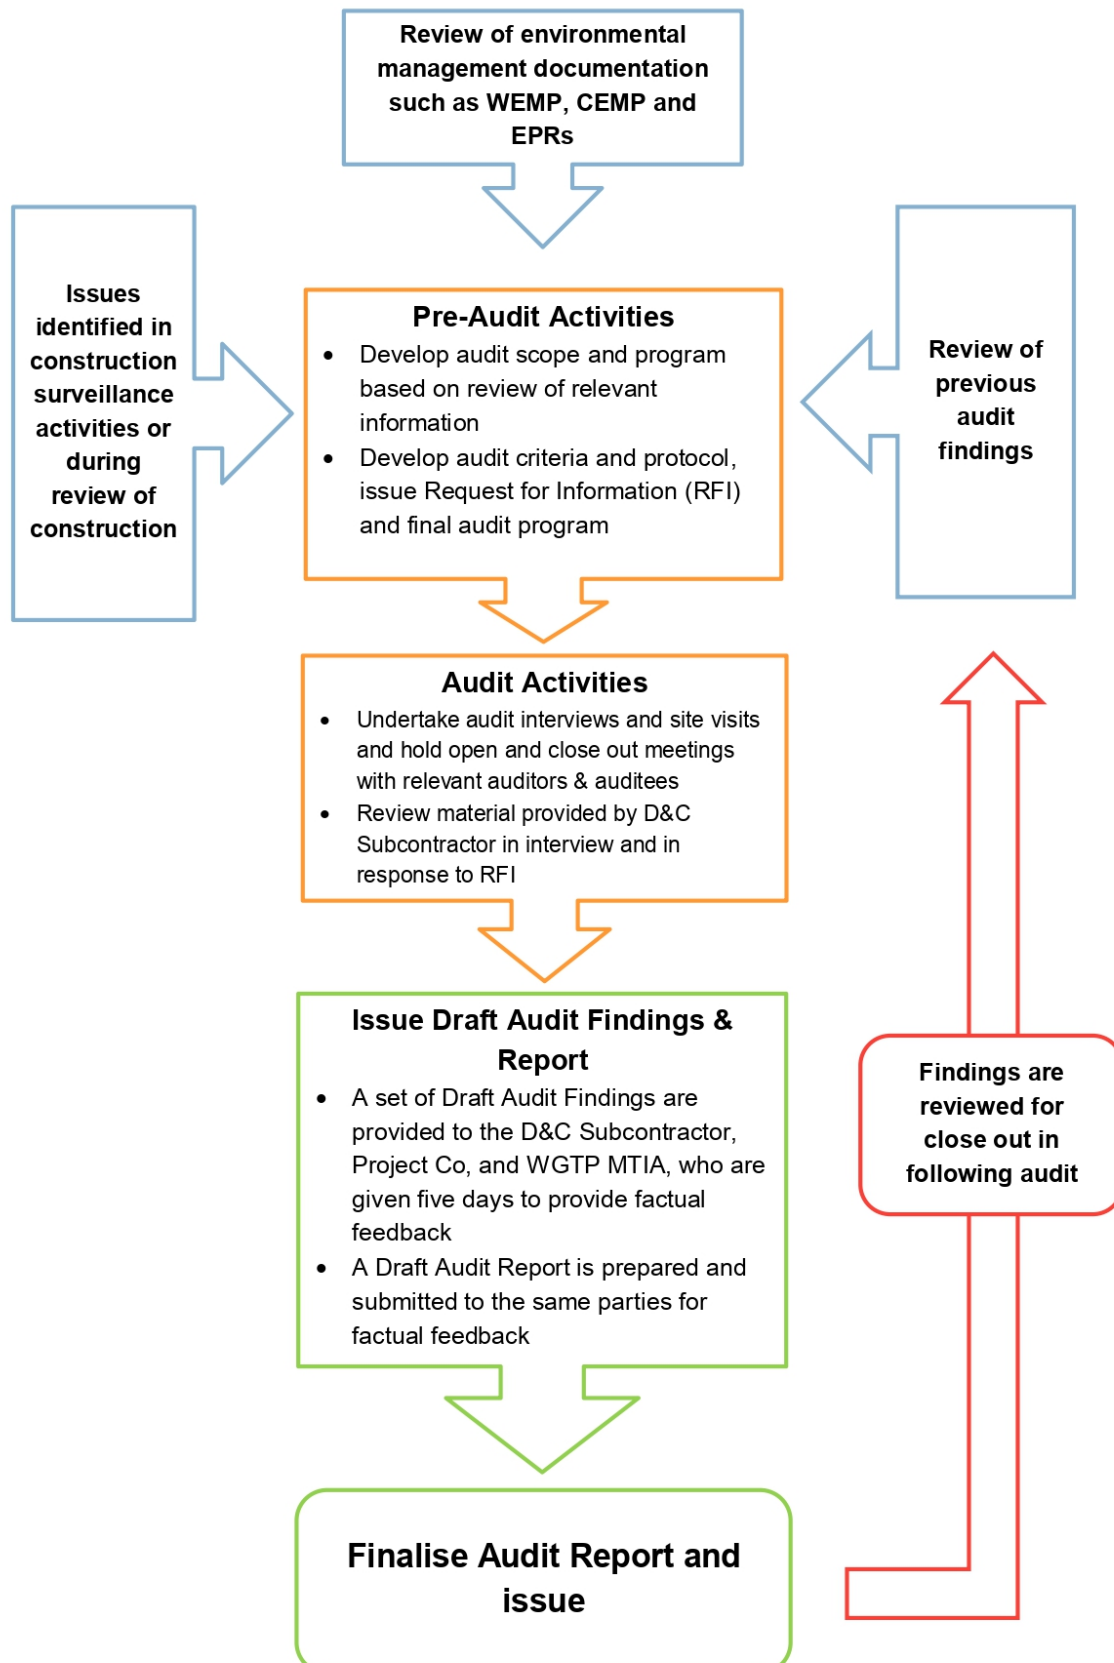 Review of environmental
management documentation
such as WEMP, CEMP and
EPRs
Issues
identified in
construction
surveillance
activities or
during
review of
construction
Pre-Audit Activities
• Develop audit scope and program
based on review of relevant
information
• Develop audit criteria and protocol,
issue Request for Information (RFI)
and final audit program
Review of
previous
audit
findings
Audit Activities
• Undertake audit interviews and site visits
and hold open and close out meetings
with relevant auditors & auditees
• Review material provided by D&C
Subcontractor in interview and in
response to RFI
Issue Draft Audit Findings &
Report
• A set of Draft Audit Findings are
provided to the D&C Subcontractor,
Project Co, and WGTP MTIA, who are
given five days to provide factual
feedback
• A Draft Audit Report is prepared and
submitted to the same parties for
factual feedback
Findings are
reviewed for
close out in
following audit
Finalise Audit Report and
issue